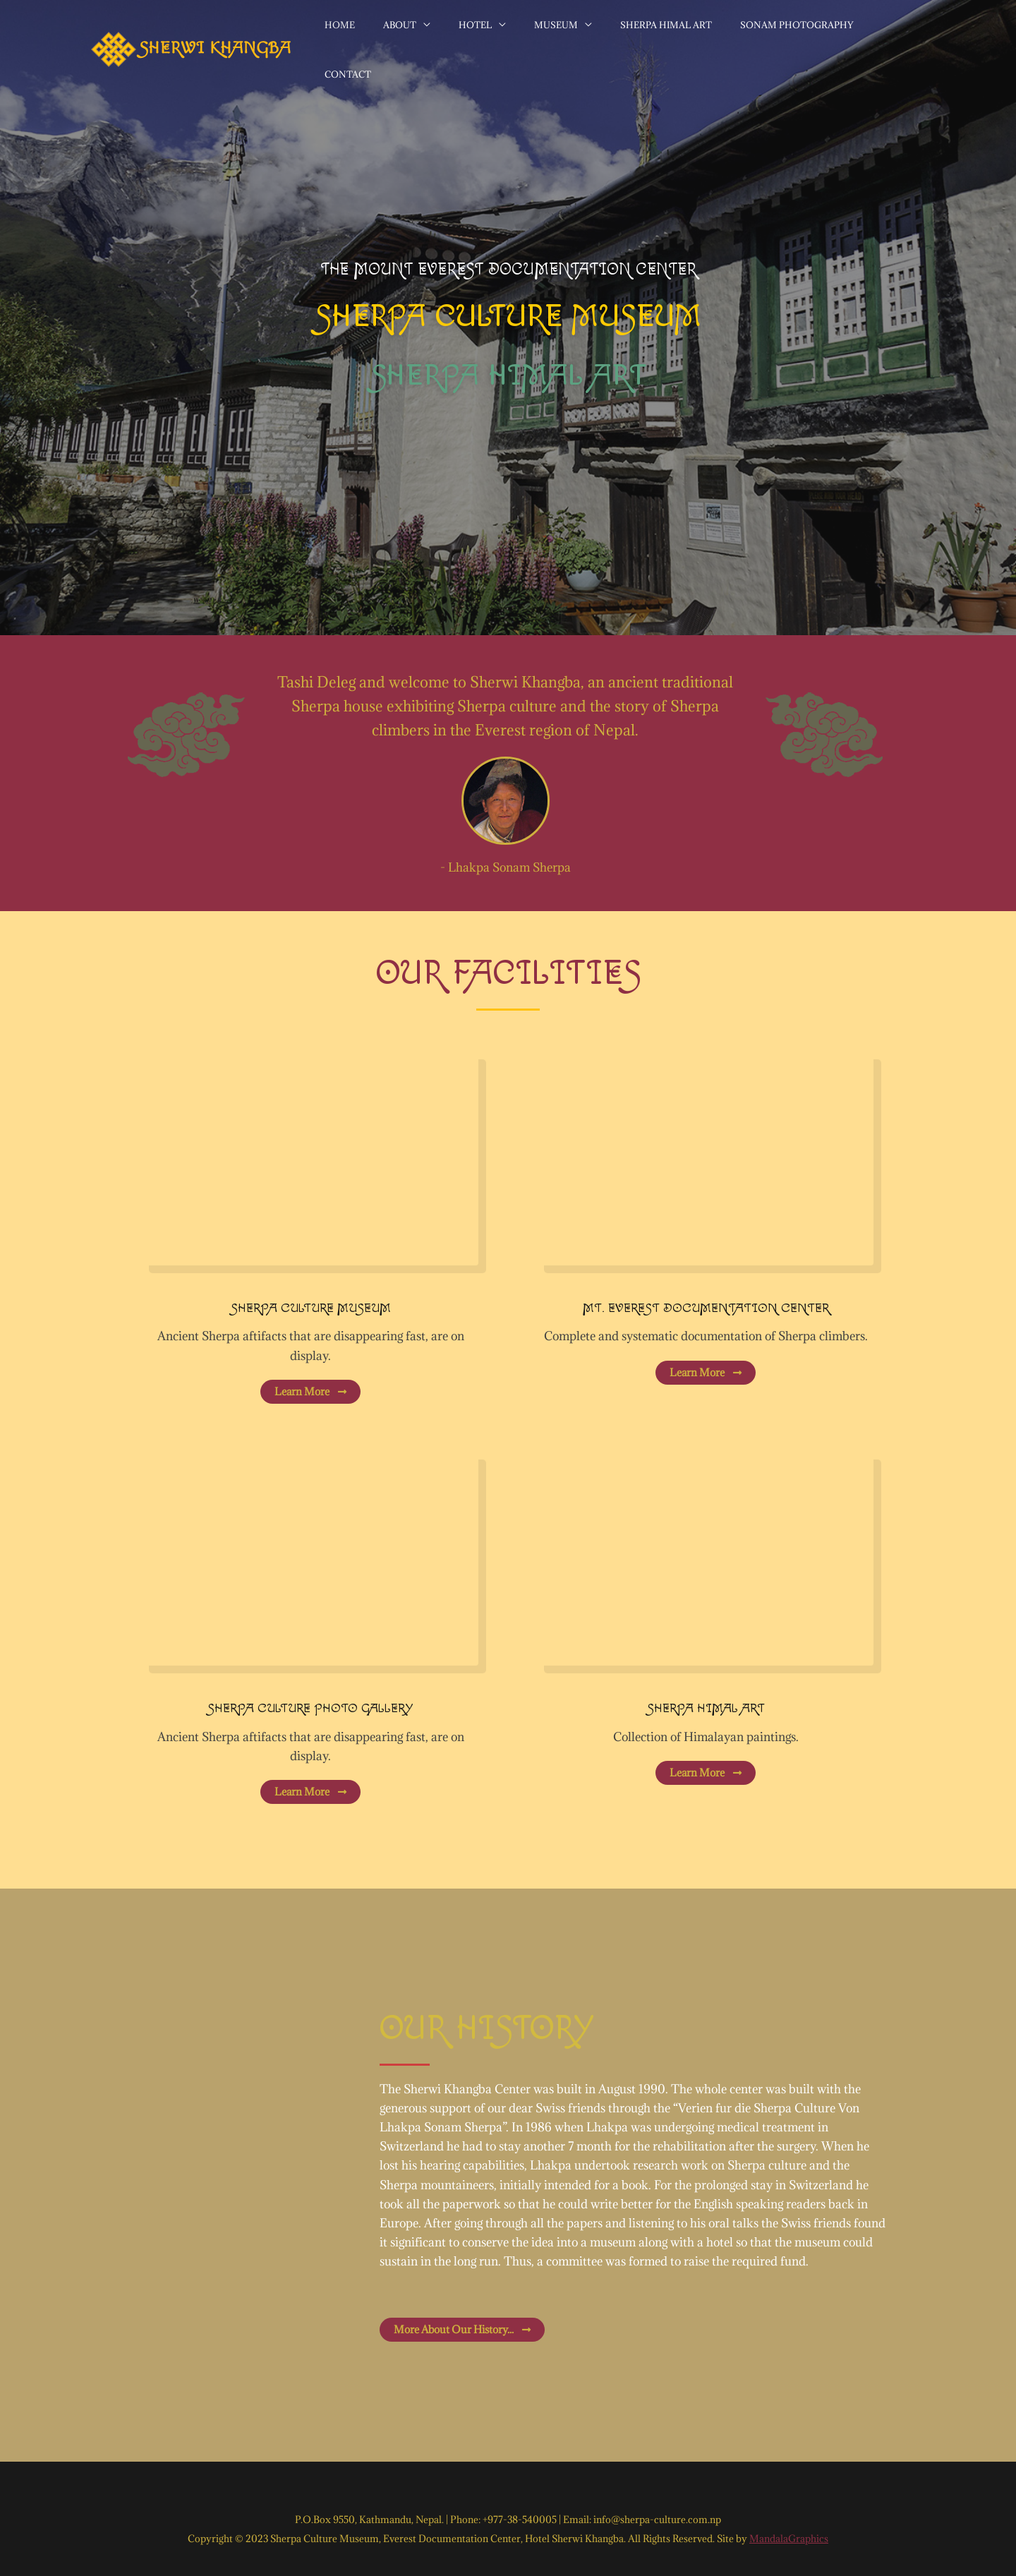 SHERWI KHANGBA
HOME ABOUT HOTEL MUSEUM SHERPA HIMAL ART SONAM PHOTOGRAPHY
CONTACT
THE MOUNT EVEREST DOCUMENTATION CENTER
SHERPA CULTURE MUSEUM
SHERPA HIMAL ART
Tashi Deleg and welcome to Sherwi Khangba, an ancient traditional
Sherpa house exhibiting Sherpa culture and the story of Sherpa
climbers in the Everest region of Nepal.
- Lhakpa Sonam Sherpa
OUR FACILITIES
SHERPA CULTURE MUSEUM
Ancient Sherpa aftifacts that are disappearing fast, are on
display.
Learn More
MT. EVEREST DOCUMENTATION CENTER
Complete and systematic documentation of Sherpa climbers.
Learn More
SHERPA CULTURE PHOTO GALLERY
Ancient Sherpa aftifacts that are disappearing fast, are on
display.
Learn More
SHERPA HIMAL ART
Collection of Himalayan paintings.
Learn More
OUR HISTORY
The Sherwi Khangba Center was built in August 1990. The whole center was built with the
generous support of our dear Swiss friends through the “Verien fur die Sherpa Culture Von
Lhakpa Sonam Sherpa”. In 1986 when Lhakpa was undergoing medical treatment in
Switzerland he had to stay another 7 month for the rehabilitation after the surgery. When he
lost his hearing capabilities, Lhakpa undertook research work on Sherpa culture and the
Sherpa mountaineers, initially intended for a book. For the prolonged stay in Switzerland he
took all the paperwork so that he could write better for the English speaking readers back in
Europe. After going through all the papers and listening to his oral talks the Swiss friends found
it significant to conserve the idea into a museum along with a hotel so that the museum could
sustain in the long run. Thus, a committee was formed to raise the required fund.
More About Our History...
P.O.Box 9550, Kathmandu, Nepal. | Phone: +977-38-540005 | Email: info@sherpa-culture.com.np
Copyright © 2023 Sherpa Culture Museum, Everest Documentation Center, Hotel Sherwi Khangba. All Rights Reserved. Site by MandalaGraphics